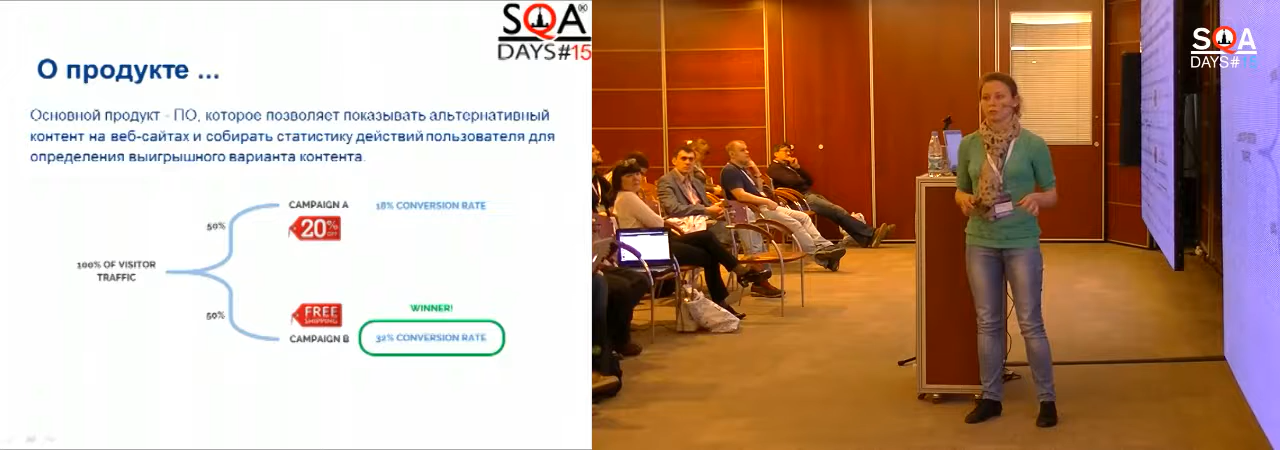 SQA
DAYS#15
О продукте ...
Основной продукт - ПО, которое позволяет показывать альтернативный
контент на веб-сайтах и собирать статистику действий пользователя для
определения выигрышного варианта контента.
CAMPAIGN A
18% CONVERSION RATE
50%
20%
OFF
100% OF VISITOR
TRAFFIC
50%
FREE
SHIPPING
WINNER!
CAMPAIGN B
32% CONVERSION RATE
SQA
DAYS#15